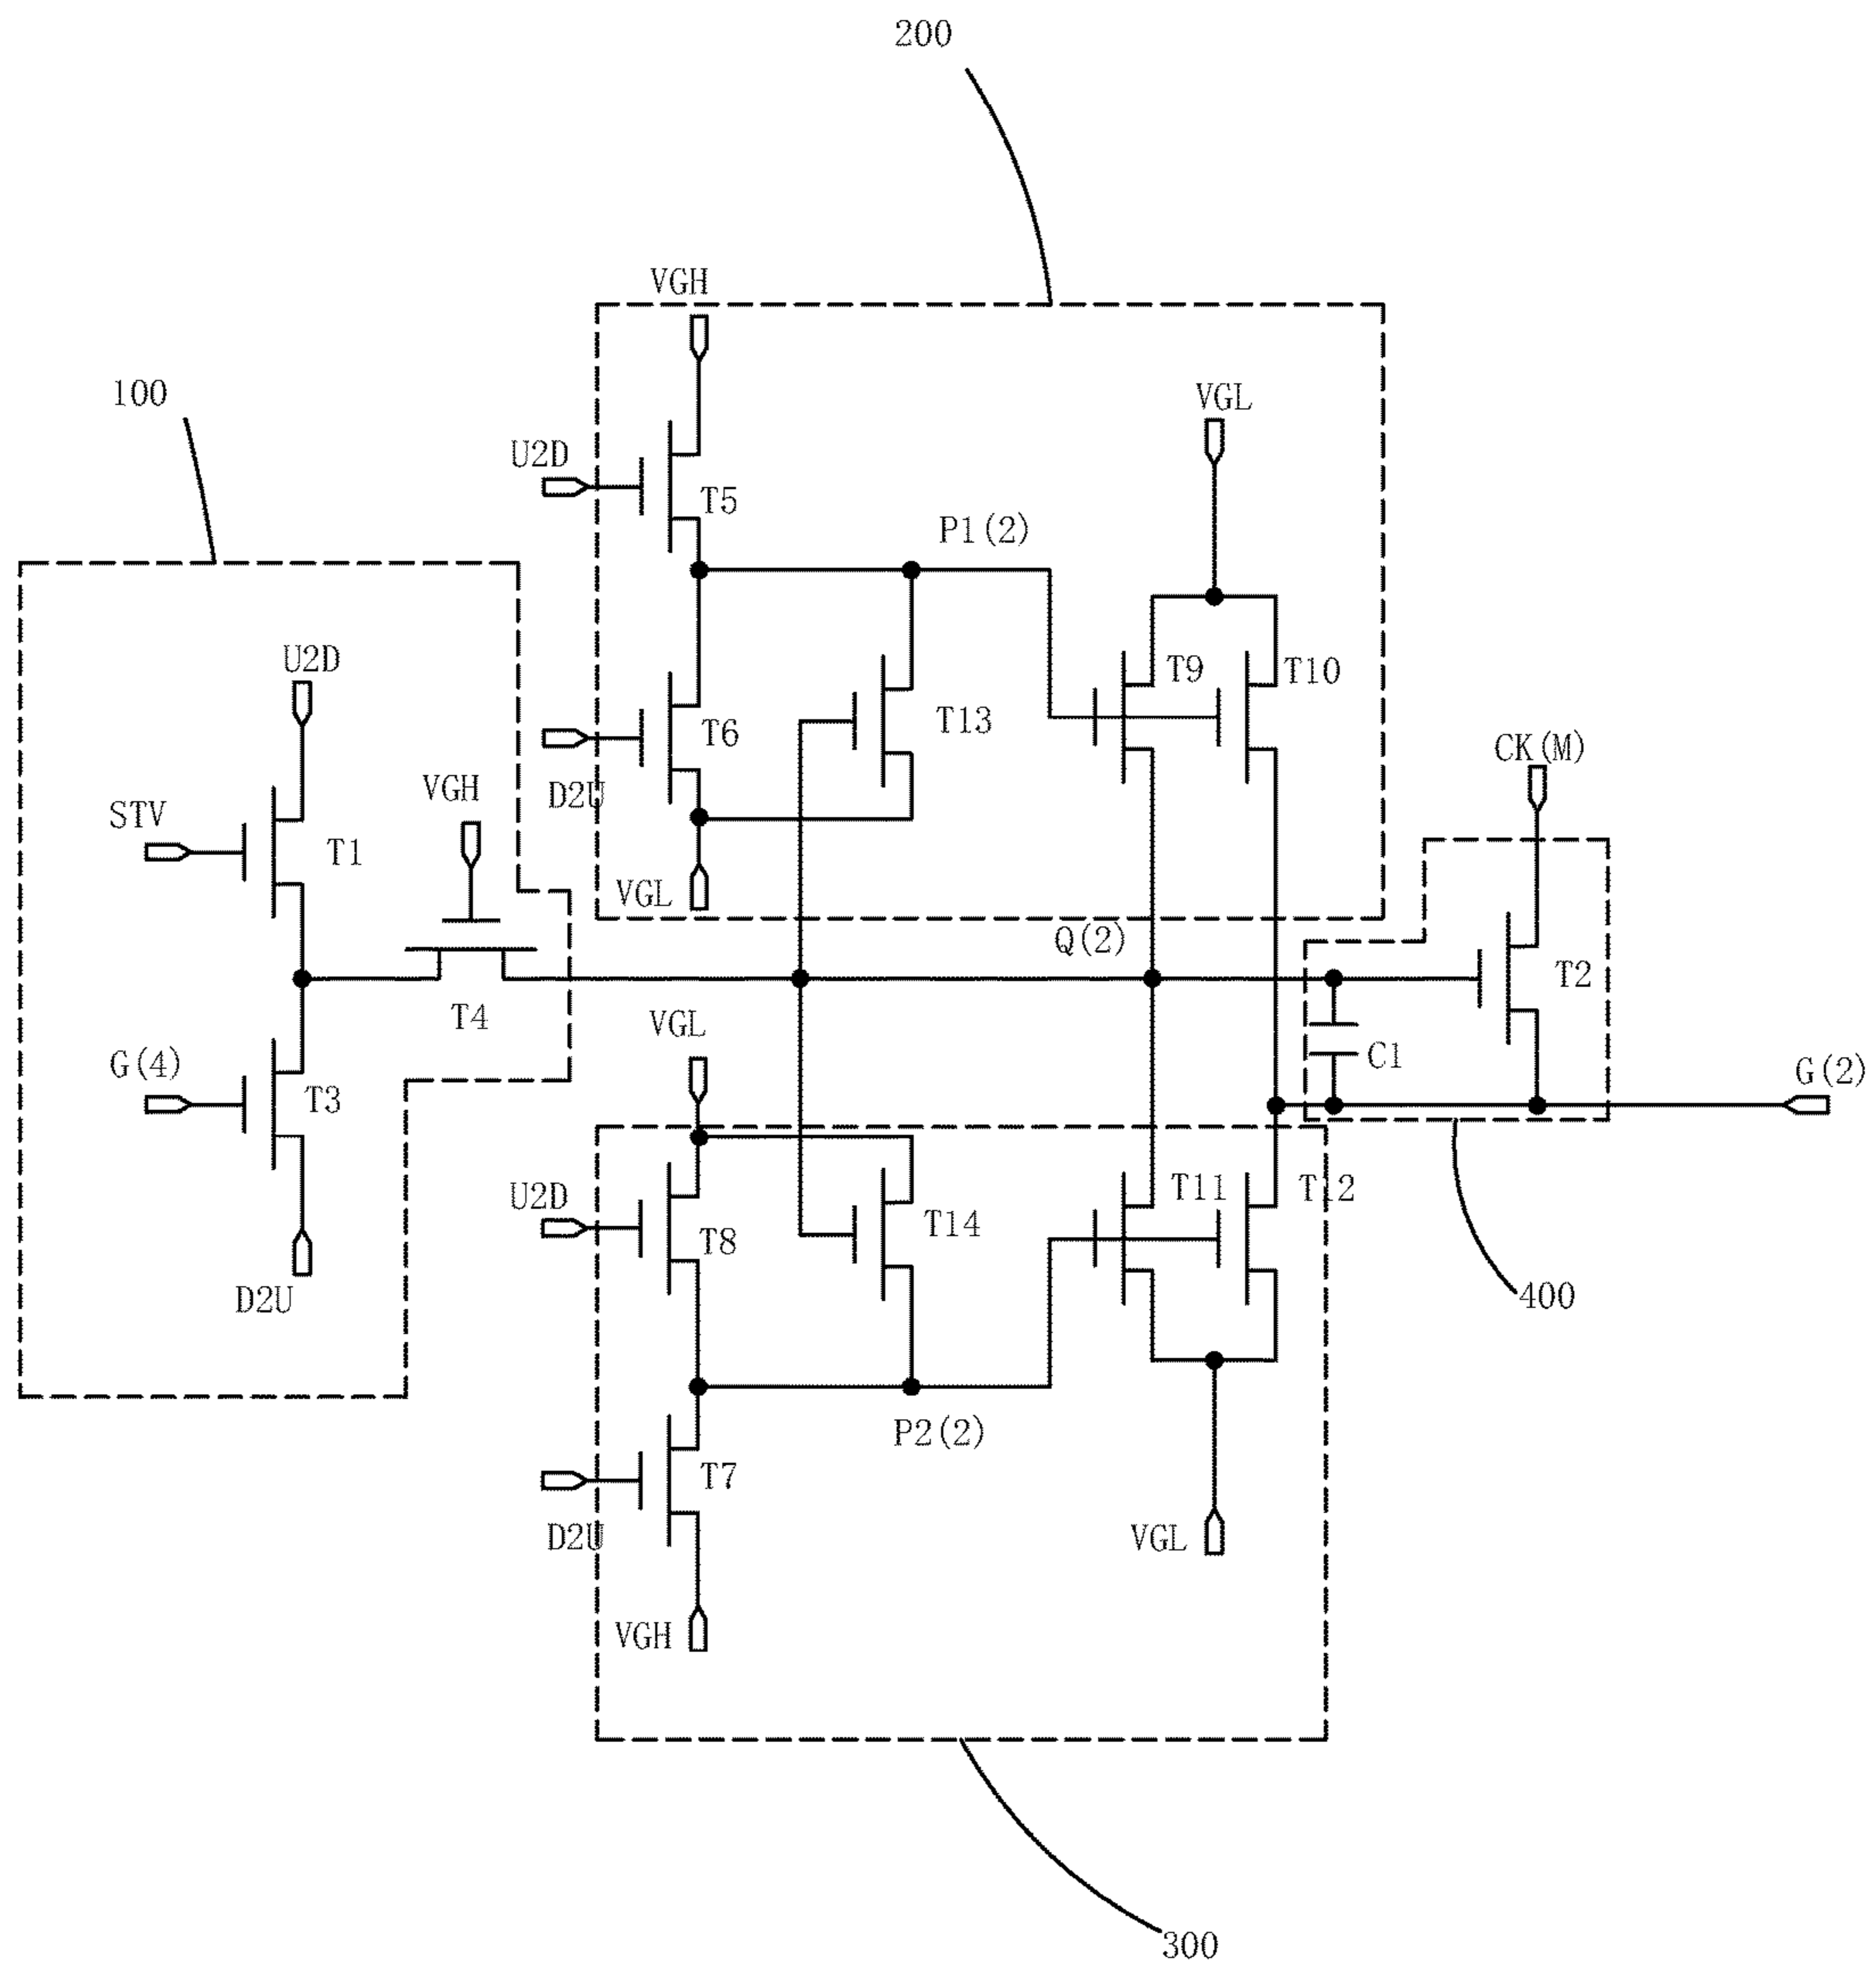 200
VGH
100
VGL
U2D
T5
P1(2)
U2D
T9
T10
T6
T13
D2U
CK(M)
STV
VGH
T1
VGL
Q(2)
T2
T4
VGL
G(4)
T3
C1
G(2)
U2D
T11
T12
T8
T14
D2U
400
P2(2)
T7
D2U
VGL
VGH
300